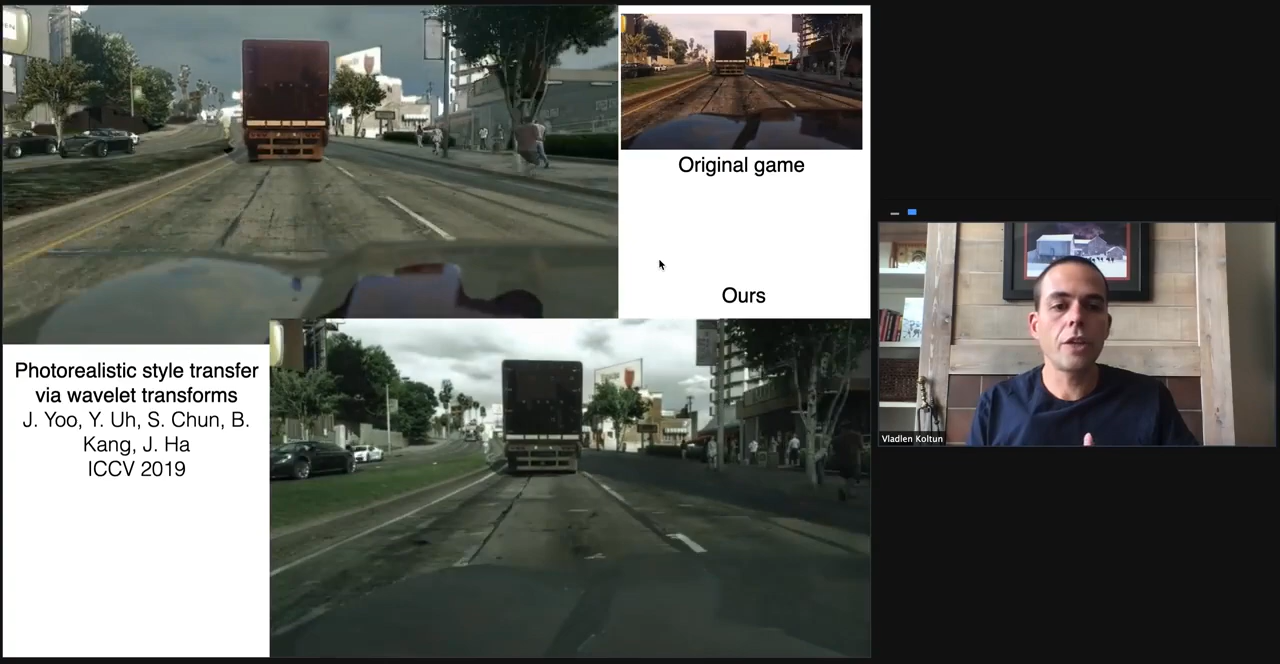 Original game
Ours
Photorealistic style transfer
via wavelet transforms
J. Yoo, Y. Uh, S. Chun, B.
Kang, J. Ha
ICCV 2019
Vladlen Koltun